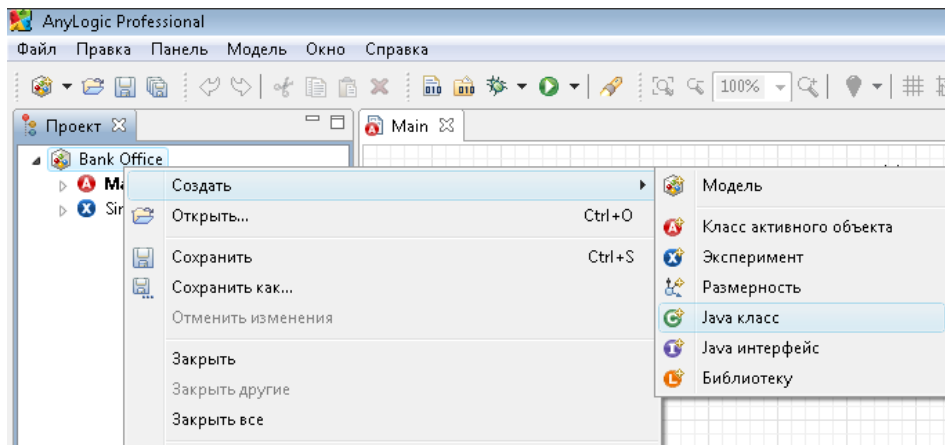 AnyLogic Professional
Файл Правка Панель Модель Окно Справка
100%
Проект
Main
Bank Office
Создать
Открыть... Ctrl+O
Сохранить Ctrl+S
Сохранить как...
Отменить изменения
Закрыть
Закрыть другие
Закрыть все
Модель
Класс активного объекта
Эксперимент
Размерность
Java класс
Java интерфейс
Библиотеку